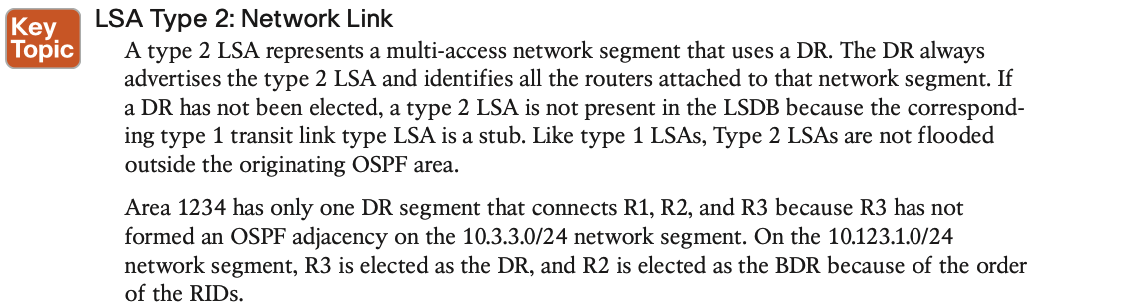 Key
Topic
LSA Type 2: Network Link
A type 2 LSA represents a multi-access network segment that uses a DR. The DR always
advertises the type 2 LSA and identifies all the routers attached to that network segment. If
a DR has not been elected, a type 2 LSA is not present in the LSDB because the correspond-
ing type 1 transit link type LSA is a stub. Like type 1 LSAs, Type 2 LSAs are not flooded
outside the originating OSPF area.
Area 1234 has only one DR segment that connects R1, R2, and R3 because R3 has not
formed an OSPF adjacency on the 10.3.3.0/24 network segment. On the 10.123.1.0/24
network segment, R3 is elected as the DR, and R2 is elected as the BDR because of the order
of the RIDs.